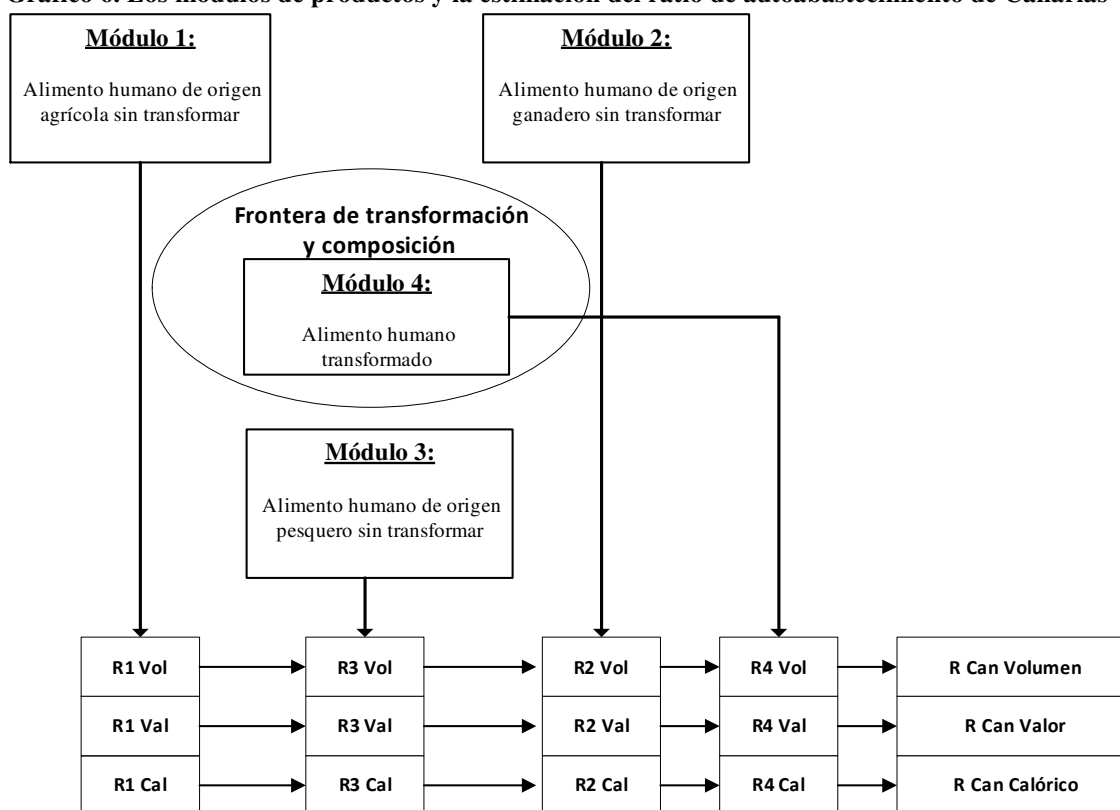 Gráfico 6. Los módulos de productos y la estimación del ratio de autoabastecimiento de Canarias
Módulo 1:
Alimento humano de origen
agrícola sin transformar
Módulo 2:
Alimento humano de origen
ganadero sin transformar
Frontera de transformación
y composición
Módulo 4:
Alimento humano
transformado
Módulo 3:
Alimento humano de origen
pesquero sin transformar
R1 Vol
R3 Vol
R2 Vol
R4 Vol
R Can Volumen
R1 Val
R3 Val
R2 Val
R4 Val
R Can Valor
R1 Cal
R3 Cal
R2 Cal
R4 Cal
R Can Calórico